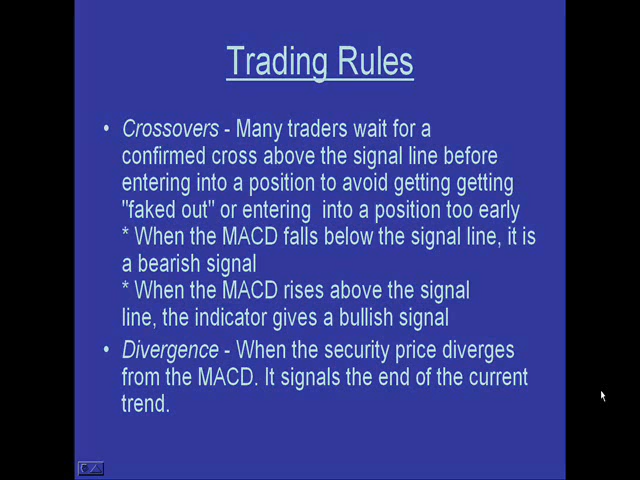 Trading Rules
• Crossovers - Many traders wait for a
confirmed cross above the signal line before
entering into a position to avoid getting getting
"faked out" or entering  into a position too early
* When the MACD falls below the signal line, it is
a bearish signal
* When the MACD rises above the signal
line, the indicator gives a bullish signal
• Divergence - When the security price diverges
from the MACD. It signals the end of the current
trend.